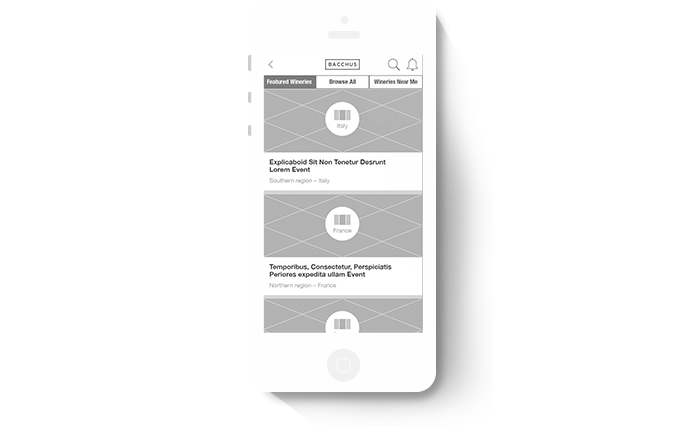 BACCHUS
Featured Wineries Browse All Wineries Near Me
Italy
Explicaboid Sit Non Tenetur Desrunt
Lorem Event
Southern region – Italy
France
Temporibus, Consectetur, Perspiciatis
Periores expedita ullam Event
Northern region – France